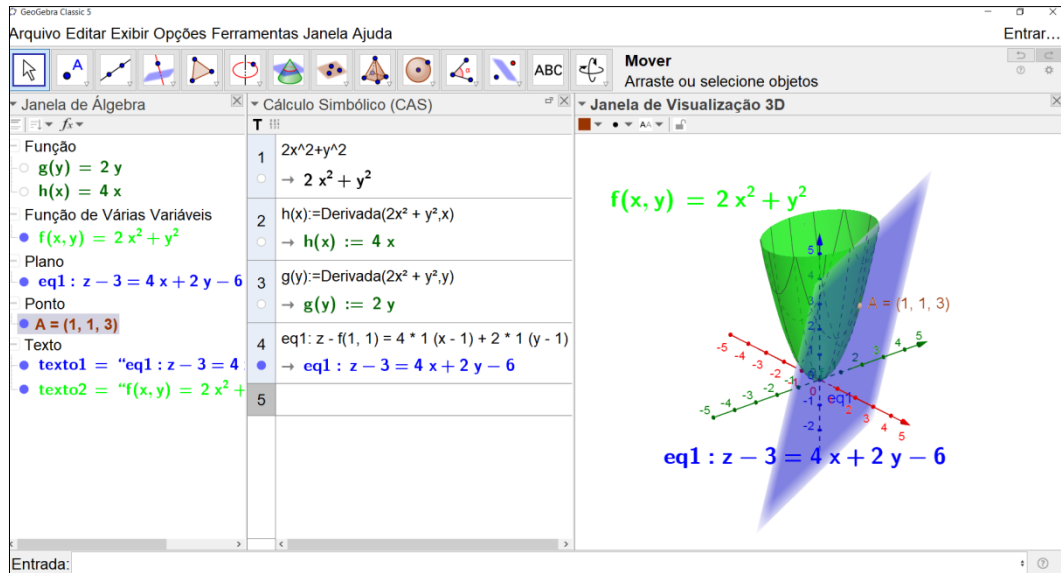 GeoGebra Classic 5
Arquivo Editar Exibir Opções Ferramentas Janela Ajuda
Entrar...
A
ABC
Mover
Arraste ou selecione objetos
Janela de Álgebra
Cálculo Simbólico (CAS)
Janela de Visualização 3D
fx
T
AA
Função
g(y) = 2 y
h(x) = 4 x
Função de Várias Variáveis
f(x, y) = 2 x² + y²
Plano
eq1 : z − 3 = 4 x + 2 y − 6
Ponto
A = (1, 1, 3)
Texto
texto1 = “eq1 : z − 3 = 4
texto2 = “f(x, y) = 2 x² +
1
2x^2+y^2
→ 2 x² + y²
2
h(x):=Derivada(2x² + y²,x)
→ h(x) := 4 x
3
g(y):=Derivada(2x² + y²,y)
→ g(y) := 2 y
4
eq1: z - f(1, 1) = 4 * 1 (x - 1) + 2 * 1 (y - 1)
→ eq1 : z − 3 = 4 x + 2 y − 6
5
f(x, y) = 2 x² + y²
A = (1, 1, 3)
eq1
eq1 : z − 3 = 4 x + 2 y − 6
Entrada: